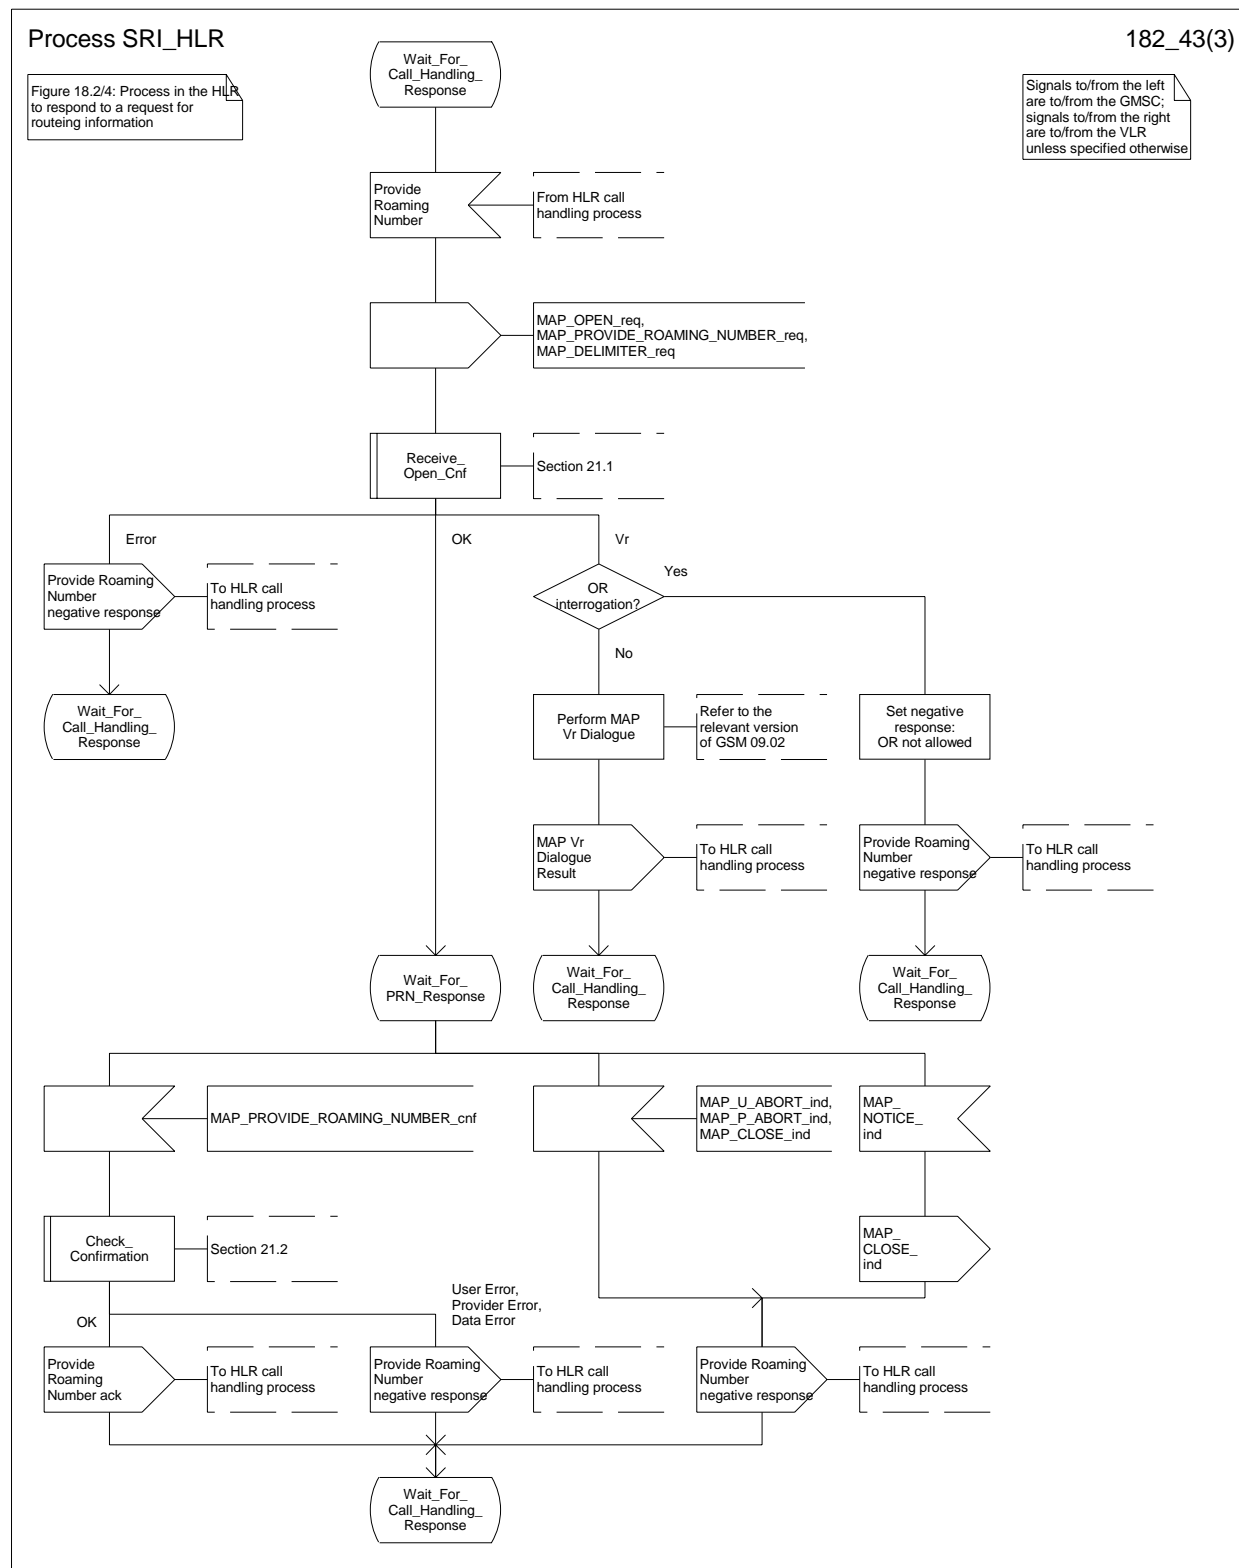 Process SRI_HLR
182_43(3)
Figure 18.2/4: Process in the HLR
to respond to a request for
routeing information
Wait_For_
Call_Handling_
Response
Signals to/from the left
are to/from the GMSC;
signals to/from the right
are to/from the VLR
unless specified otherwise
Provide
Roaming
Number
From HLR call
handling process
MAP_OPEN_req,
MAP_PROVIDE_ROAMING_NUMBER_req,
MAP_DELIMITER_req
Receive_
Open_Cnf
Section 21.1
Error
OK
Vr
Provide Roaming
Number
negative response
To HLR call
handling process
OR
interrogation?
Yes
No
Wait_For_
Call_Handling_
Response
Perform MAP
Vr Dialogue
Refer to the
relevant version
of GSM 09.02
Set negative
response:
OR not allowed
MAP Vr
Dialogue
Result
To HLR call
handling process
Provide Roaming
Number
negative response
To HLR call
handling process
Wait_For_
PRN_Response
Wait_For_
Call_Handling_
Response
Wait_For_
Call_Handling_
Response
MAP_PROVIDE_ROAMING_NUMBER_cnf
MAP_U_ABORT_ind,
MAP_P_ABORT_ind,
MAP_CLOSE_ind
MAP_
NOTICE_
ind
Check_
Confirmation
Section 21.2
MAP_
CLOSE_
ind
OK
User Error,
Provider Error,
Data Error
Provide
Roaming
Number ack
To HLR call
handling process
Provide Roaming
Number
negative response
To HLR call
handling process
Provide Roaming
Number
negative response
To HLR call
handling process
Wait_For_
Call_Handling_
Response